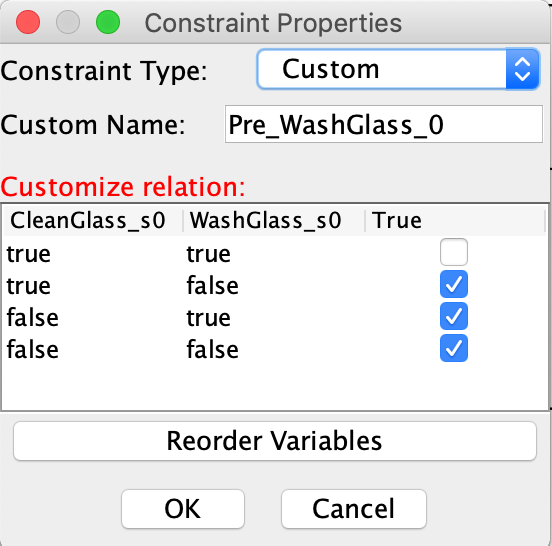 Constraint Properties
Constraint Type: Custom
Custom Name: Pre_WashGlass_0
Customize relation:
CleanGlass_s0 WashGlass_s0 True
true true
true false
false true
false false
Reorder Variables
OK Cancel